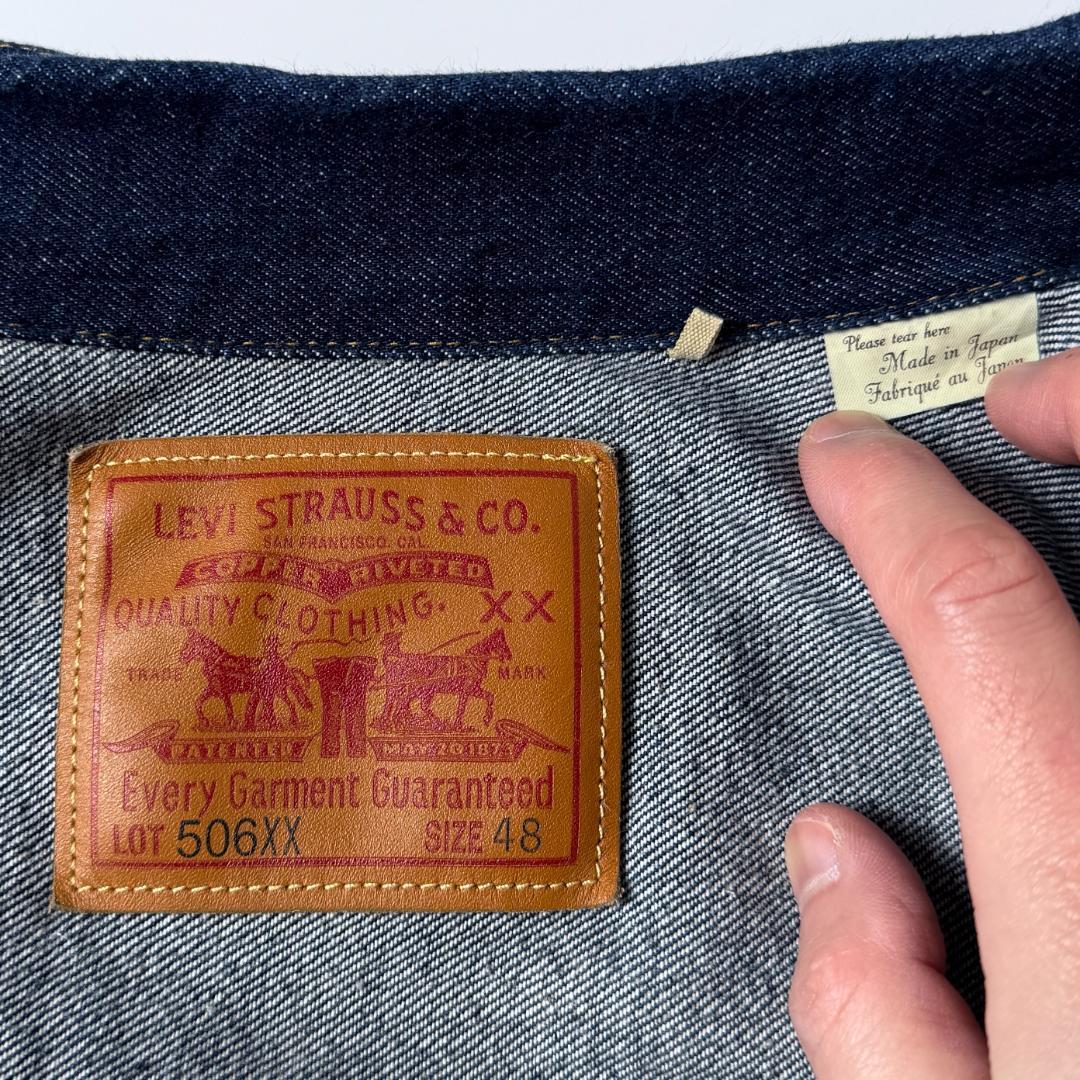 LEVI STRAUSS & CO.
SAN FRANCISCO, CAL
COPPER RIVETED
QUALITY CLOTHING. XX
TRADE MARK
PATENTED MAY 20 1873
Every Garment Guaranteed
LOT 506XX SIZE 48
Please tear here
Made in Japan
Fabriqué au Japon